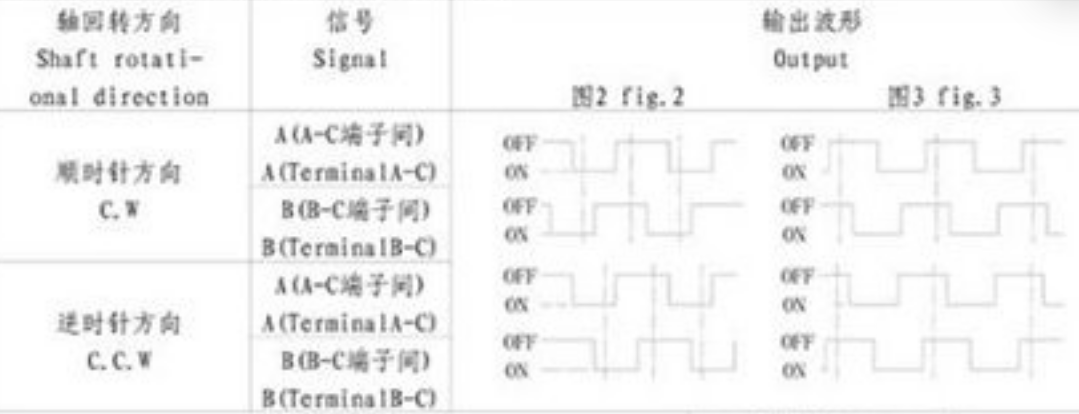 轴回转方向
Shaft rotati-
onal direction
信号
Signal
输出波形
Output
图2 fig.2
图3 fig.3
顺时针方向
C.W
A(A-C端子间)
A(TerminalA-C)
B(B-C端子间)
B(TerminalB-C)
OFF
ON
OFF
ON
OFF
ON
OFF
ON
逆时针方向
C.C.W
A(A-C端子间)
A(TerminalA-C)
B(B-C端子间)
B(TerminalB-C)
OFF
ON
OFF
ON
OFF
ON
OFF
ON